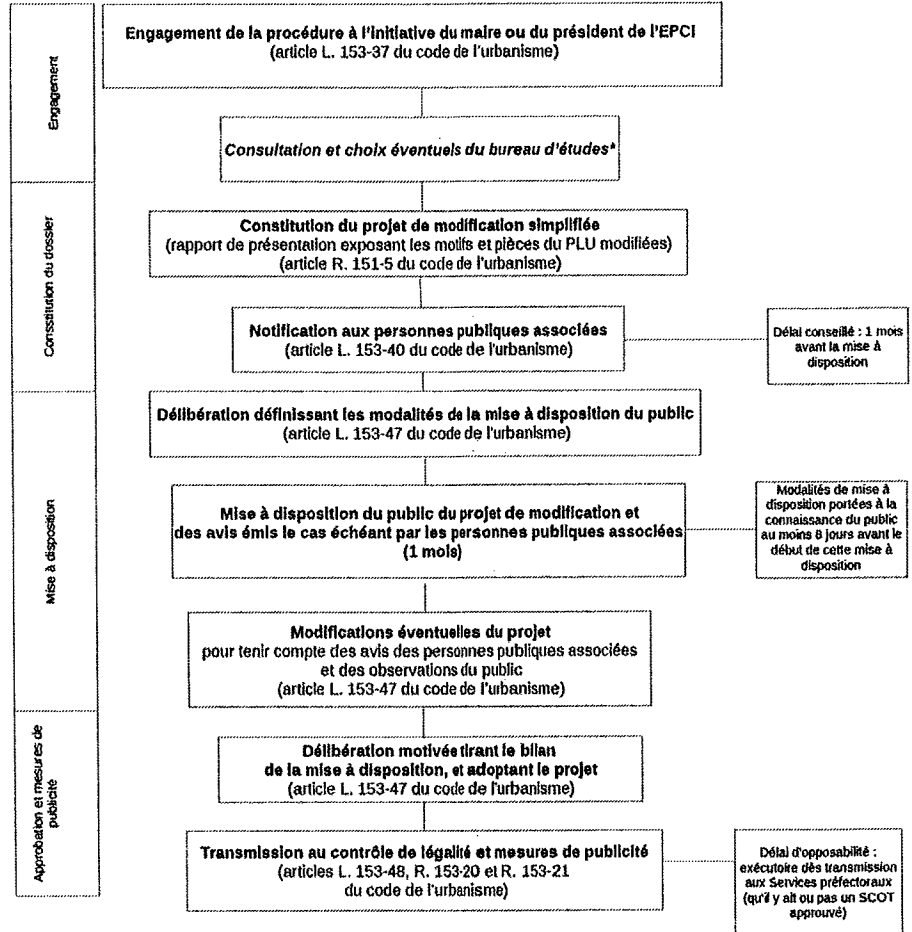 Engagement
Engagement de la procédure à l'initiative du maire ou du président de l'EPCI
(article L. 153-37 du code de l'urbanisme)
Consultation et choix éventuels du bureau d'études*
Consstitution du dossier
Constitution du projet de modification simplifiée
(rapport de présentation exposant les motifs et pièces du PLU modifiées)
(article R. 151-5 du code de l'urbanisme)
Notification aux personnes publiques associées
(article L. 153-40 du code de l'urbanisme)
Délai conseillé : 1 mois
avant la mise à
disposition
Mise à disposition
Délibération définissant les modalités de la mise à disposition du public
(article L. 153-47 du code de l'urbanisme)
Mise à disposition du public du projet de modification et
des avis émis le cas échéant par les personnes publiques associées
(1 mois)
Modalités de mise à
disposition portées à la
connaissance du public
au moins 8 jours avant le
début de cette mise à
disposition
Modifications éventuelles du projet
pour tenir compte des avis des personnes publiques associées
et des observations du public
(article L. 153-47 du code de l'urbanisme)
Approbation et mesures de
publicité
Délibération motivée tirant le bilan
de la mise à disposition, et adoptant le projet
(article L. 153-47 du code de l'urbanisme)
Transmission au contrôle de légalité et mesures de publicité
(articles L. 153-48, R. 153-20 et R. 153-21
du code de l'urbanisme)
Délai d'opposabilité :
exécutoire dès transmission
aux Services préfectoraux
(qu'il y ait ou pas un SCOT
approuvé)